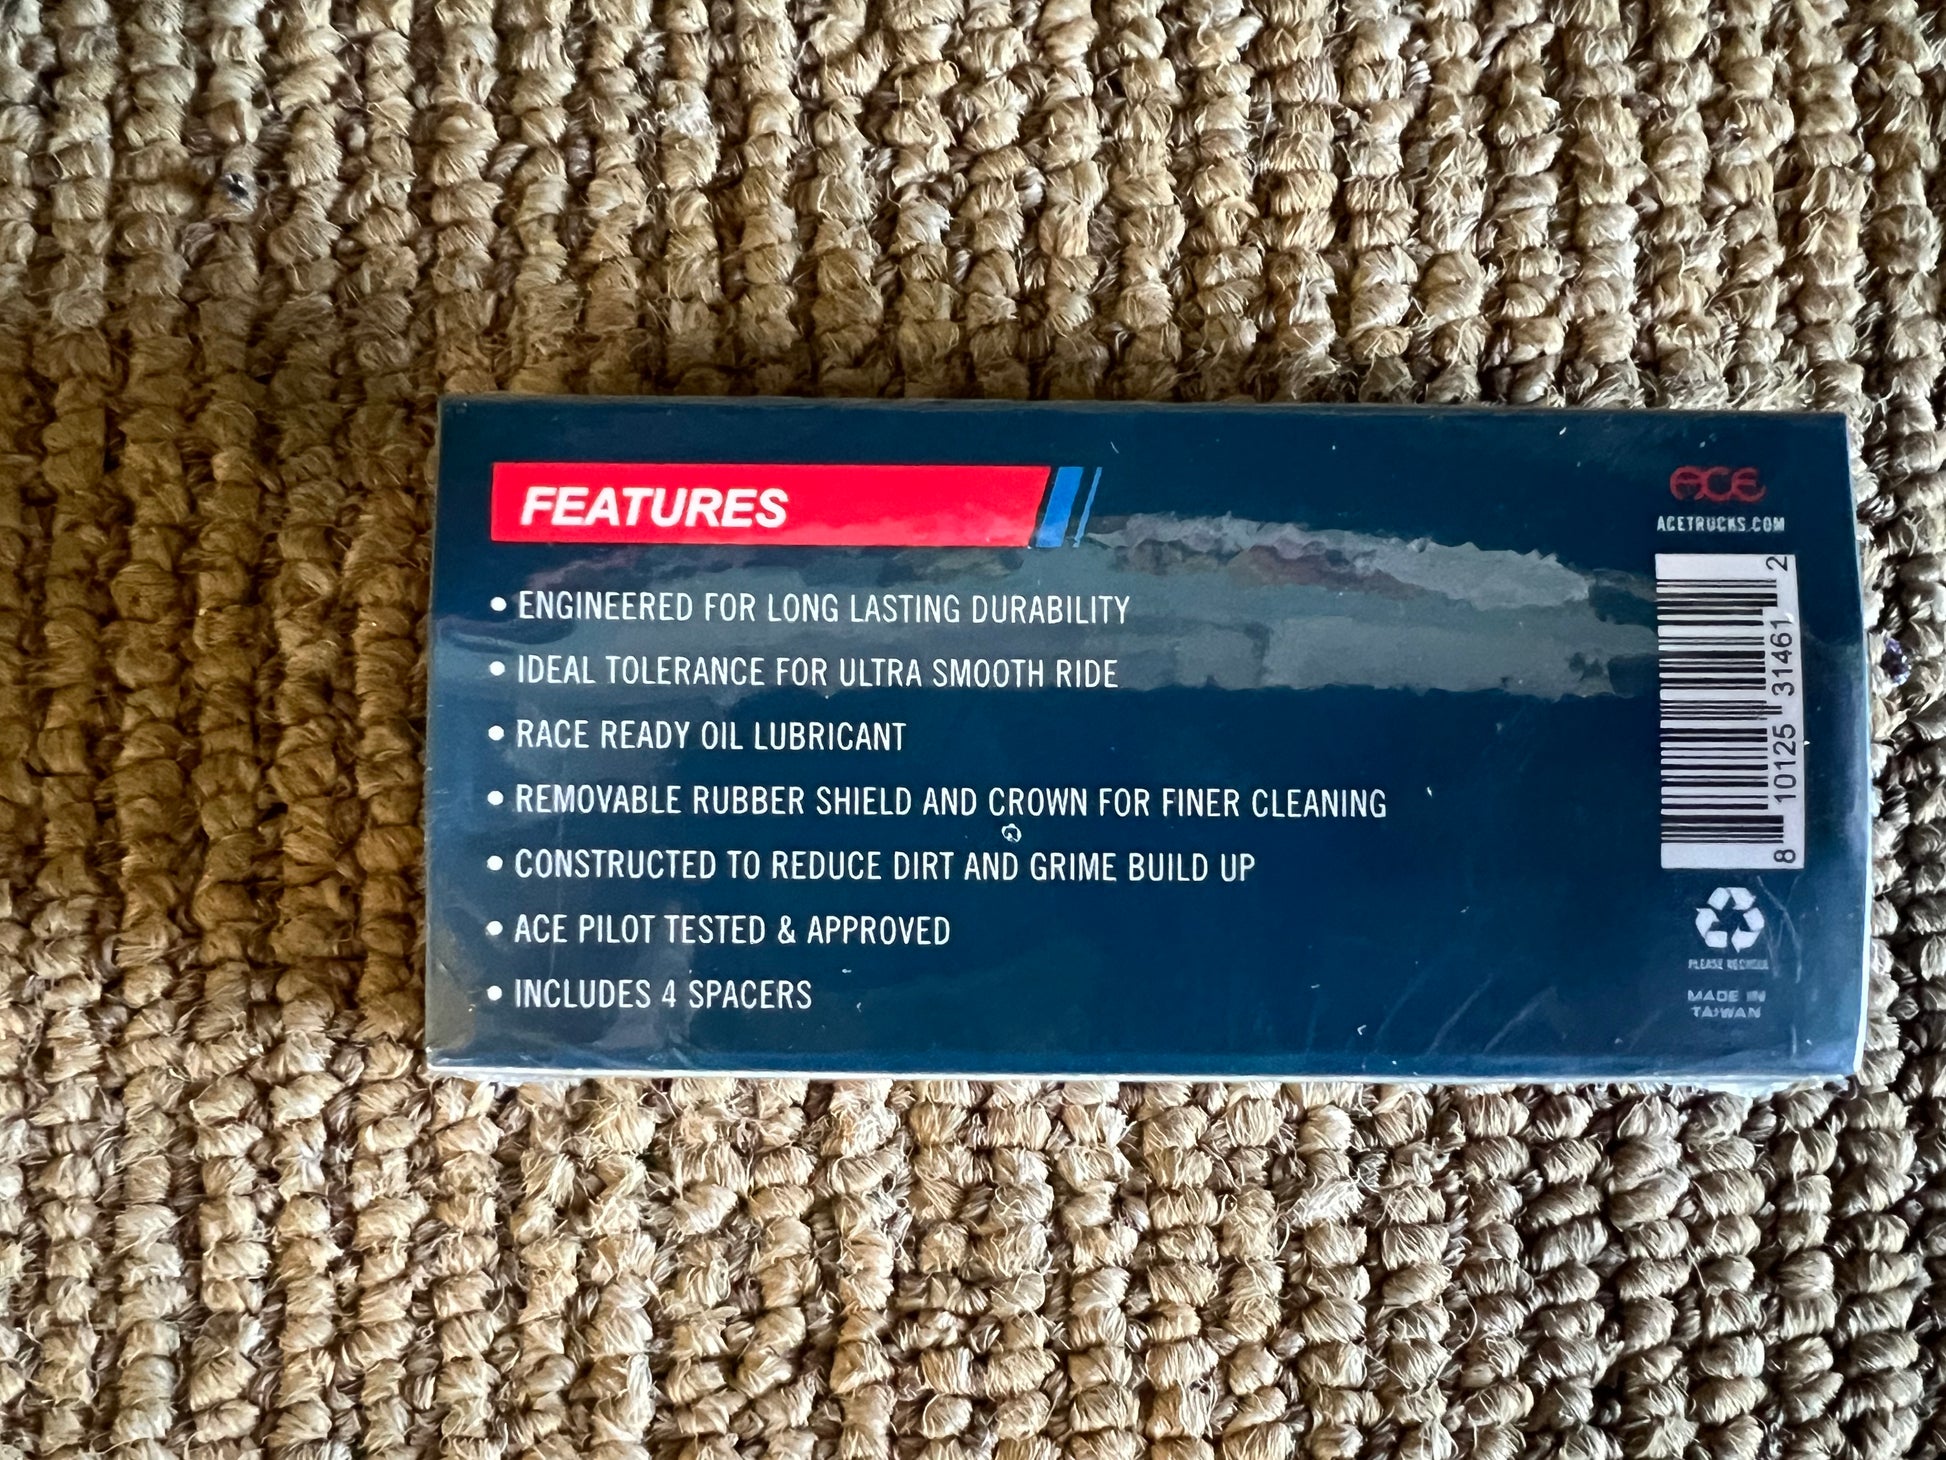 FEATURES
• ENGINEERED FOR LONG LASTING DURABILITY
• IDEAL TOLERANCE FOR ULTRA SMOOTH RIDE
• RACE READY OIL LUBRICANT
• REMOVABLE RUBBER SHIELD AND CROWN FOR FINER CLEANING
• CONSTRUCTED TO REDUCE DIRT AND GRIME BUILD UP
• ACE PILOT TESTED & APPROVED
• INCLUDES 4 SPACERS
ACE
ACETRUCKS.COM
8 10125 31461 2
PLEASE RECYCLE
MADE IN
TAIWAN